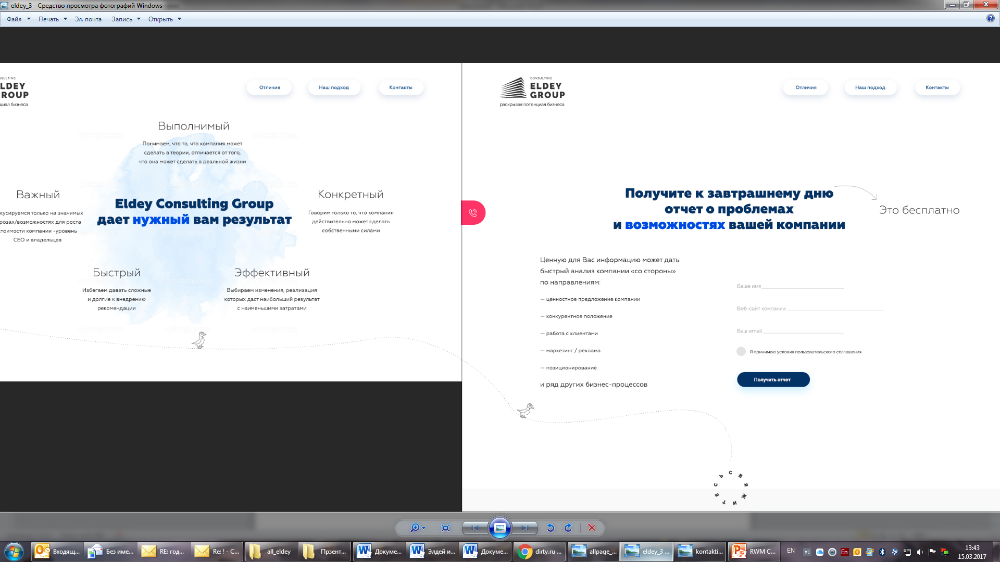 eldey_3 - Средство просмотра фотографий Windows
Файл Печать Эл. почта Запись Открыть
CONSULTING
LDEY
ROUP
циал бизнеса
Отличия Наш подход Контакты
Выполнимый
Понимаем, что то, что компания может
сделать в теории, отличается от того,
что она может сделать в реальной жизни
Важный
кусируемся только на значимых
розах/возможностях для роста
стоимости компании -уровень
СЕО и владельцев
Eldey Consulting Group
дает нужный вам результат
Конкретный
Говорим только то, что компания
действительно может сделать
собственными силами
Быстрый
Избегаем давать сложные
и долгие к внедрению
рекомендации
Эффективный
Выбираем изменения, реализация
которых даст наибольший результат
с наименьшими затратами
CONSULTING
ELDEY
GROUP
раскрывая потенциал бизнеса
Отличия Наш подход Контакты
Получите к завтрашнему дню
отчет о проблемах
и возможностях вашей компании
Это бесплатно
Ценную для Вас информацию может дать
быстрый анализ компании «со стороны»
по направлениям:
— ценностное предложение компании
— конкурентное положение
— работа с клиентами
— маркетинг / реклама
— позиционирование
и ряд других бизнес-процессов
Ваше имя
Веб-сайт компании
Ваш email
Я принимаю условия пользовательского соглашения
Получить отчет
СВЯЖИТЕСЬ
Входящ... Без име... RE: год... Re: ! - С... all_eldey Прзент... Докуме... Элдей и... Докуме... dirty.ru ... allpage_... eldey_3 ... kontakti... RWM C... EN
13:43
15.03.2017